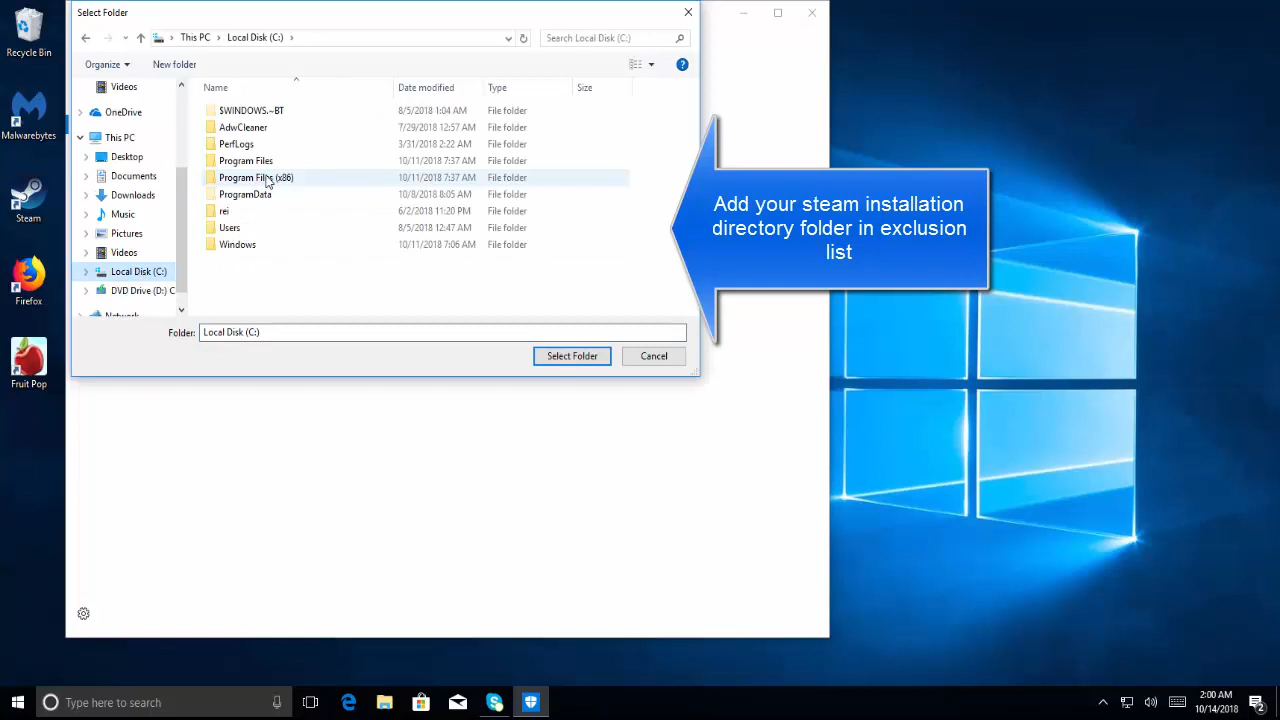 Recycle Bin
Malwarebytes
Steam
Firefox
Fruit Pop
Select Folder
This PC > Local Disk (C:) >
Search Local Disk (C:)
Organize
New folder
Name Date modified Type Size
$WINDOWS.~BT 8/5/2018 1:04 AM File folder
AdwCleaner 7/29/2018 12:57 AM File folder
PerfLogs 3/31/2018 2:22 AM File folder
Program Files 10/11/2018 7:37 AM File folder
Program Files (x86) 10/11/2018 7:37 AM File folder
ProgramData 10/8/2018 8:05 AM File folder
rei 6/2/2018 11:20 PM File folder
Users 8/5/2018 12:47 AM File folder
Windows 10/11/2018 7:06 AM File folder
Videos
OneDrive
This PC
Desktop
Documents
Downloads
Music
Pictures
Videos
Local Disk (C:)
DVD Drive (D:) C
Network
Folder: Local Disk (C:)
Select Folder Cancel
Add your steam installation
directory folder in exclusion
list
Type here to search
2:00 AM
10/14/2018
2